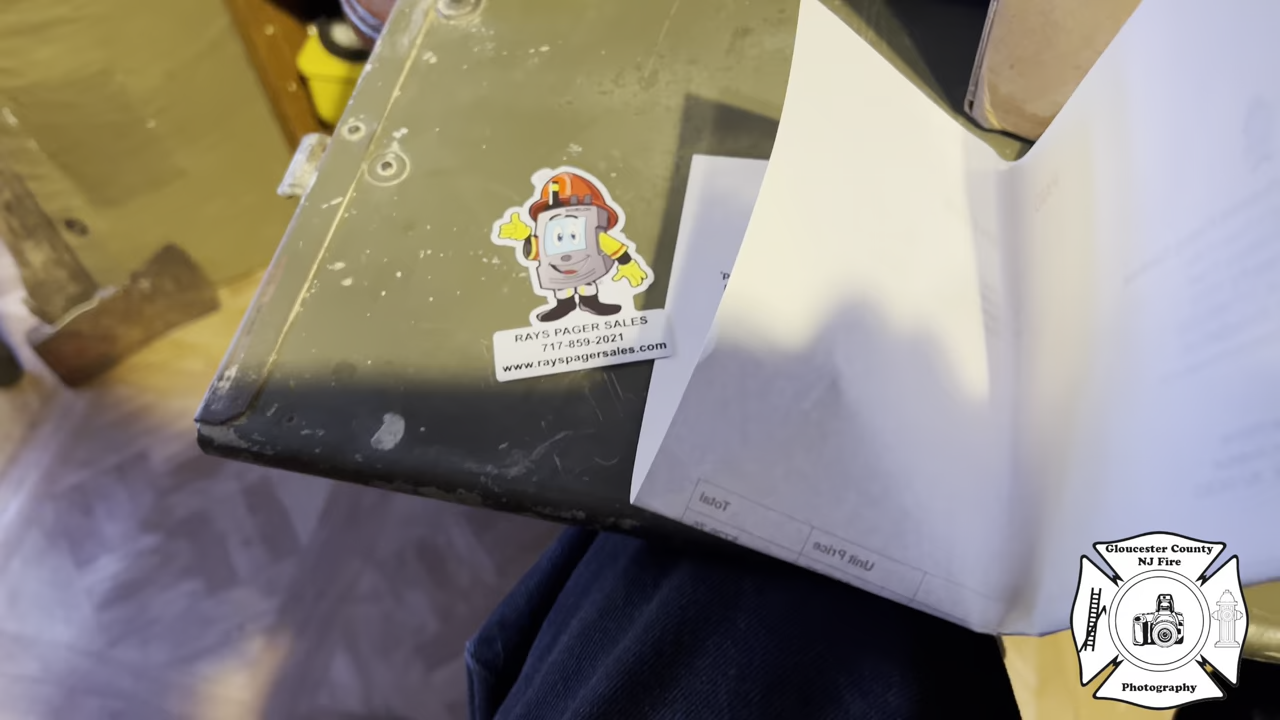 RAYS PAGER SALES
717-859-2021
www.rayspagersales.com
Total
Unit Price
Gloucester County
NJ Fire
Photography